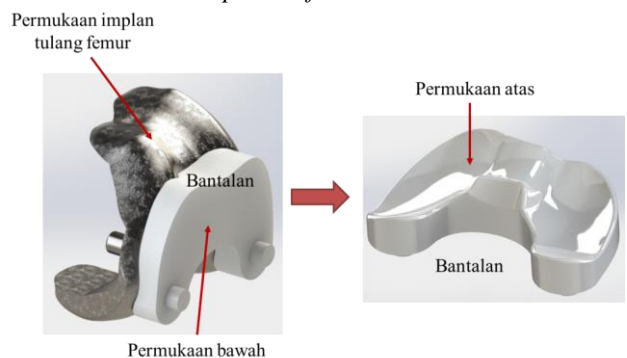 Permukaan implan
tulang femur
Bantalan
Permukaan bawah
Permukaan atas
Bantalan